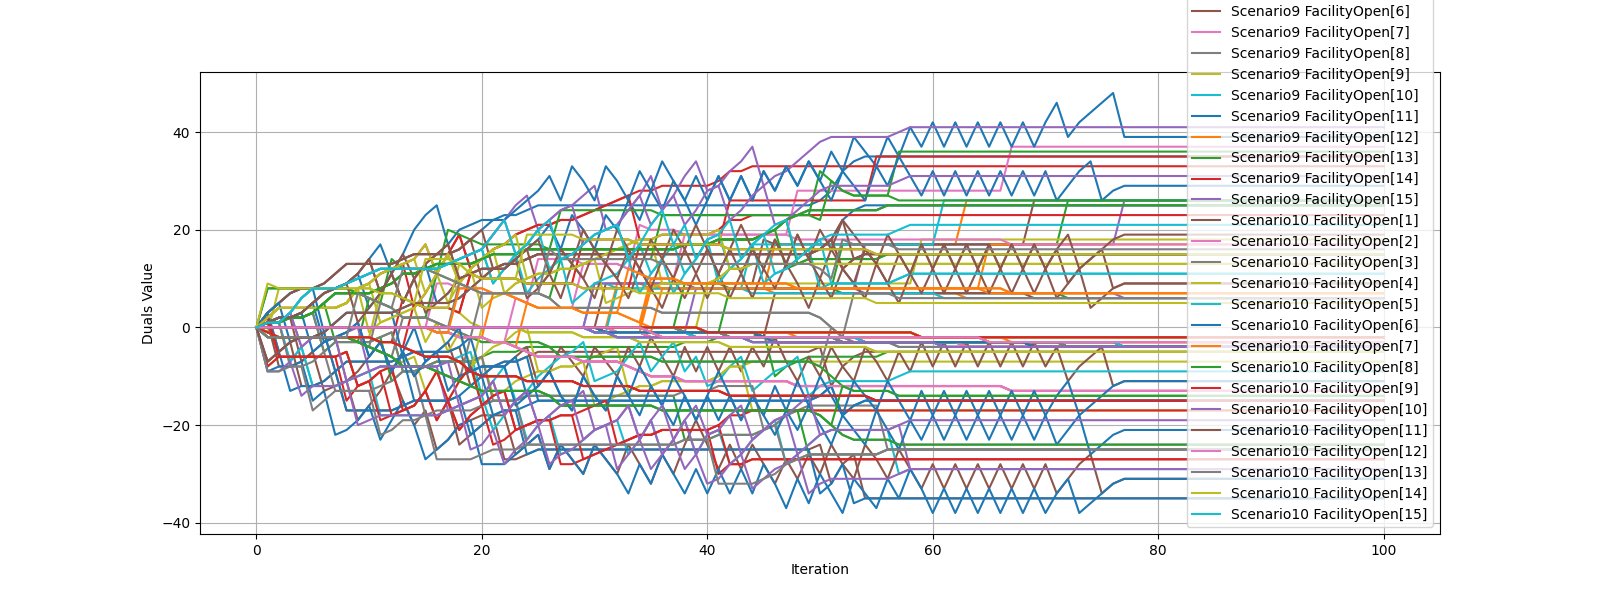 Scenario9 FacilityOpen[6]
Scenario9 FacilityOpen[7]
Scenario9 FacilityOpen[8]
Scenario9 FacilityOpen[9]
Scenario9 FacilityOpen[10]
Scenario9 FacilityOpen[11]
Scenario9 FacilityOpen[12]
Scenario9 FacilityOpen[13]
Scenario9 FacilityOpen[14]
Scenario9 FacilityOpen[15]
Scenario10 FacilityOpen[1]
Scenario10 FacilityOpen[2]
Scenario10 FacilityOpen[3]
Scenario10 FacilityOpen[4]
Scenario10 FacilityOpen[5]
Scenario10 FacilityOpen[6]
Scenario10 FacilityOpen[7]
Scenario10 FacilityOpen[8]
Scenario10 FacilityOpen[9]
Scenario10 FacilityOpen[10]
Scenario10 FacilityOpen[11]
Scenario10 FacilityOpen[12]
Scenario10 FacilityOpen[13]
Scenario10 FacilityOpen[14]
Scenario10 FacilityOpen[15]
Duals Value
40
20
0
−20
−40
0 20 40 60 80 100
Iteration